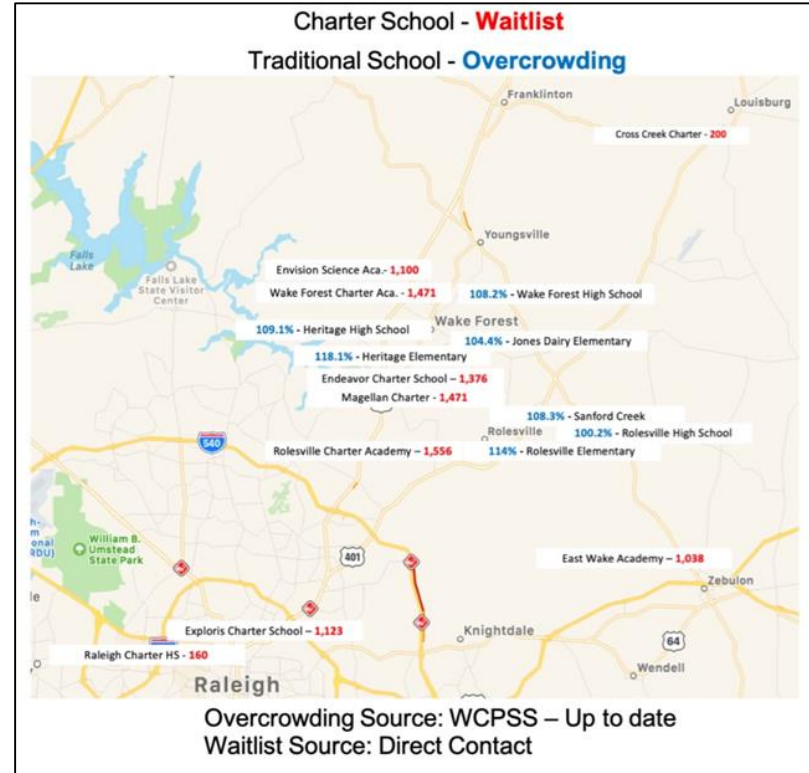 Charter School - Waitlist
Traditional School - Overcrowding
Franklinton
Louisburg
Cross Creek Charter - 200
Youngsville
Falls
Lake
Falls Lake
State Visitor
Center
Envision Science Aca.- 1,100
Wake Forest Charter Aca. - 1,471
108.2% - Wake Forest High School
109.1% - Heritage High School
Wake Forest
104.4% - Jones Dairy Elementary
118.1% - Heritage Elementary
Endeavor Charter School – 1,376
Magellan Charter - 1,471
108.3% - Sanford Creek
Rolesville
100.2% - Rolesville High School
540
Rolesville Charter Academy – 1,556
114% - Rolesville Elementary
William B.
Umstead
State Park
RDU)
401
East Wake Academy – 1,038
Zebulon
Exploris Charter School – 1,123
Knightdale
64
Raleigh Charter HS - 160
Wendell
Raleigh
Overcrowding Source: WCPSS – Up to date
Waitlist Source: Direct Contact